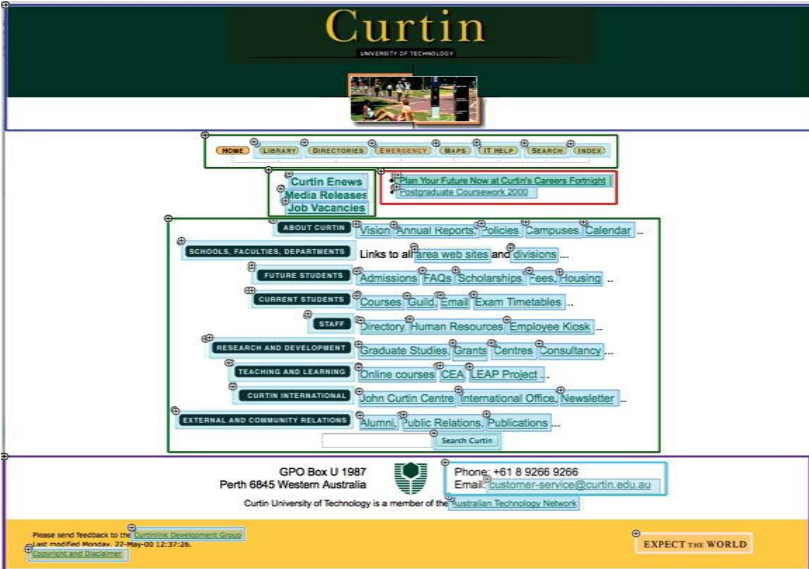 Curtin
UNIVERSITY OF TECHNOLOGY
HOME LIBRARY DIRECTORIES EMERGENCY MAPS IT HELP SEARCH INDEX
Curtin Enews
Media Releases
Job Vacancies
Plan Your Future Now at Curtin's Careers Fortnight |
Postgraduate Coursework 2000
ABOUT CURTIN Vision Annual Reports, Policies, Campuses, Calendar ...
SCHOOLS, FACULTIES, DEPARTMENTS Links to all area web sites and divisions ...
FUTURE STUDENTS Admissions FAQs Scholarships Fees, Housing ...
CURRENT STUDENTS Courses Guild, Email Exam Timetables ...
STAFF Directory Human Resources Employee Kiosk ...
RESEARCH AND DEVELOPMENT Graduate Studies, Grants Centres Consultancy ...
TEACHING AND LEARNING Online courses CEA, LEAP Project ...
CURTIN INTERNATIONAL John Curtin Centre International Office, Newsletter ...
EXTERNAL AND COMMUNITY RELATIONS Alumni, Public Relations, Publications ...
Search Curtin
GPO Box U 1987
Perth 6845 Western Australia
Phone: +61 8 9266 9266
Email: customer-service@curtin.edu.au
Curtin University of Technology is a member of the Australian Technology Network
Please send feedback to the Curtinlink Development Group
Last modified Monday, 22-May-00 12:37:26.
Copyright and Disclaimer
EXPECT THE WORLD